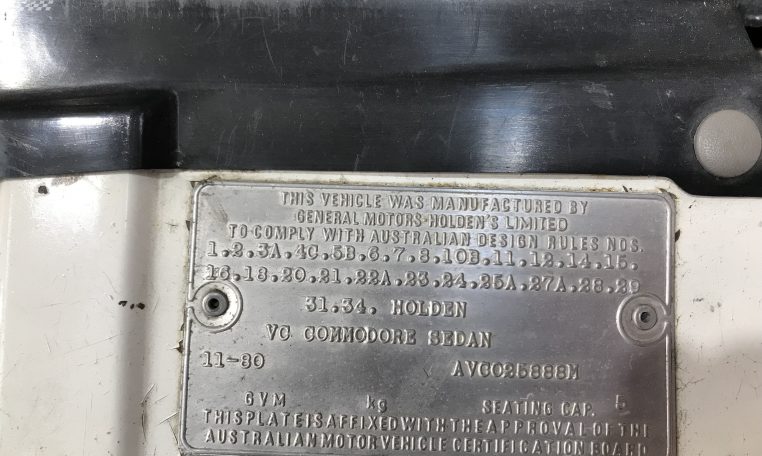 THIS VEHICLE WAS MANUFACTURED BY
GENERAL MOTORS-HOLDEN'S LIMITED
TO COMPLY WITH AUSTRALIAN DESIGN RULES NOS.
1.2.3A.4C.5B.6.7.8.10B.11.12.14.15.
16.18.20.21.22A.23.24.25A.27A.28.29
31.34. HOLDEN
VC COMMODORE SEDAN
11-80 AVC025888M
GVM kg SEATING CAP. 5
THIS PLATE IS AFFIXED WITH THE APPROVAL OF THE
AUSTRALIAN MOTOR VEHICLE CERTIFICATION BOARD